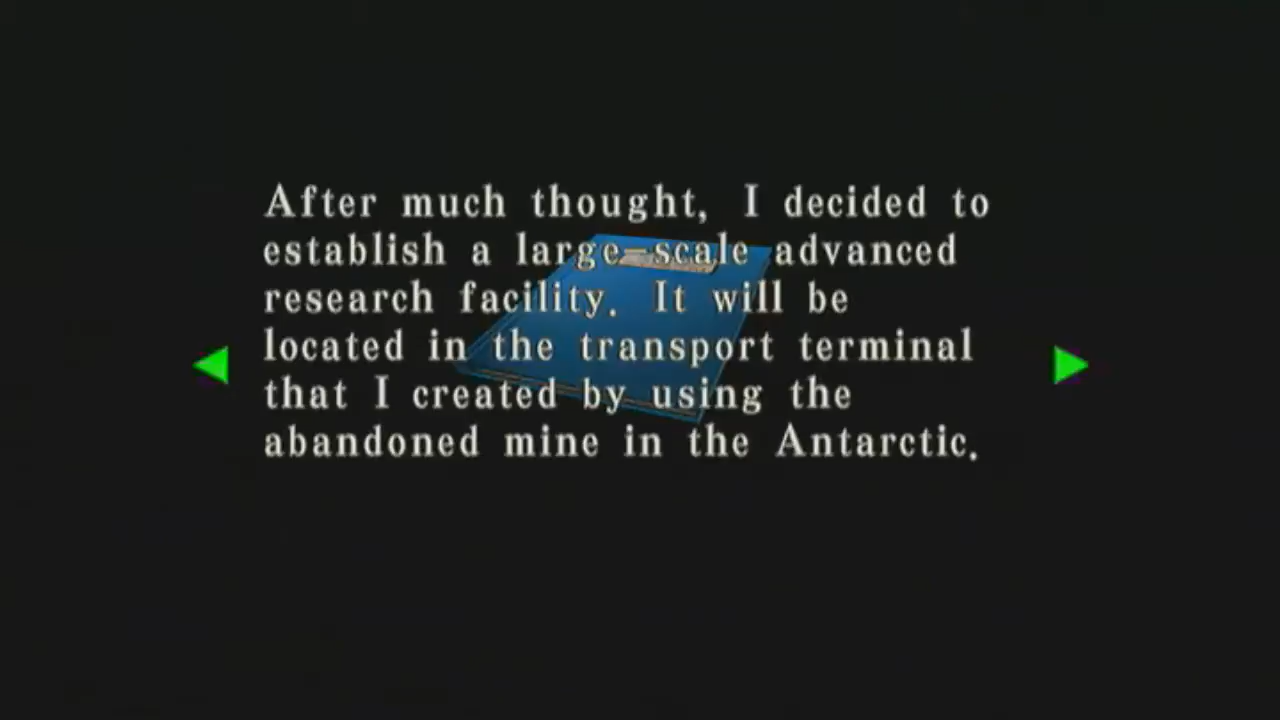 After much thought, I decided to
establish a large-scale advanced
research facility. It will be
located in the transport terminal
that I created by using the
abandoned mine in the Antarctic.